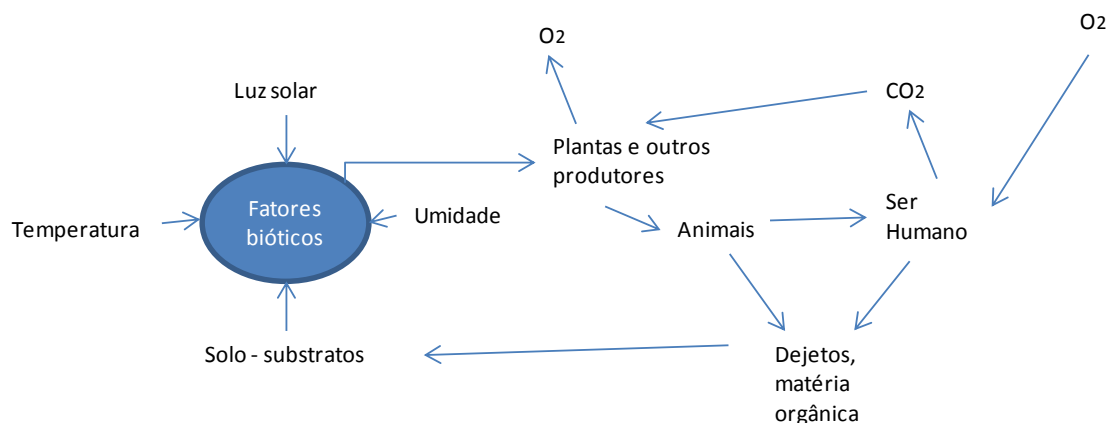 O2
O2
Luz solar
CO2
Plantas e outros
produtores
Fatores
bióticos
Temperatura
Umidade
Animais
Ser
Humano
Solo - substratos
Dejetos,
matéria
orgânica